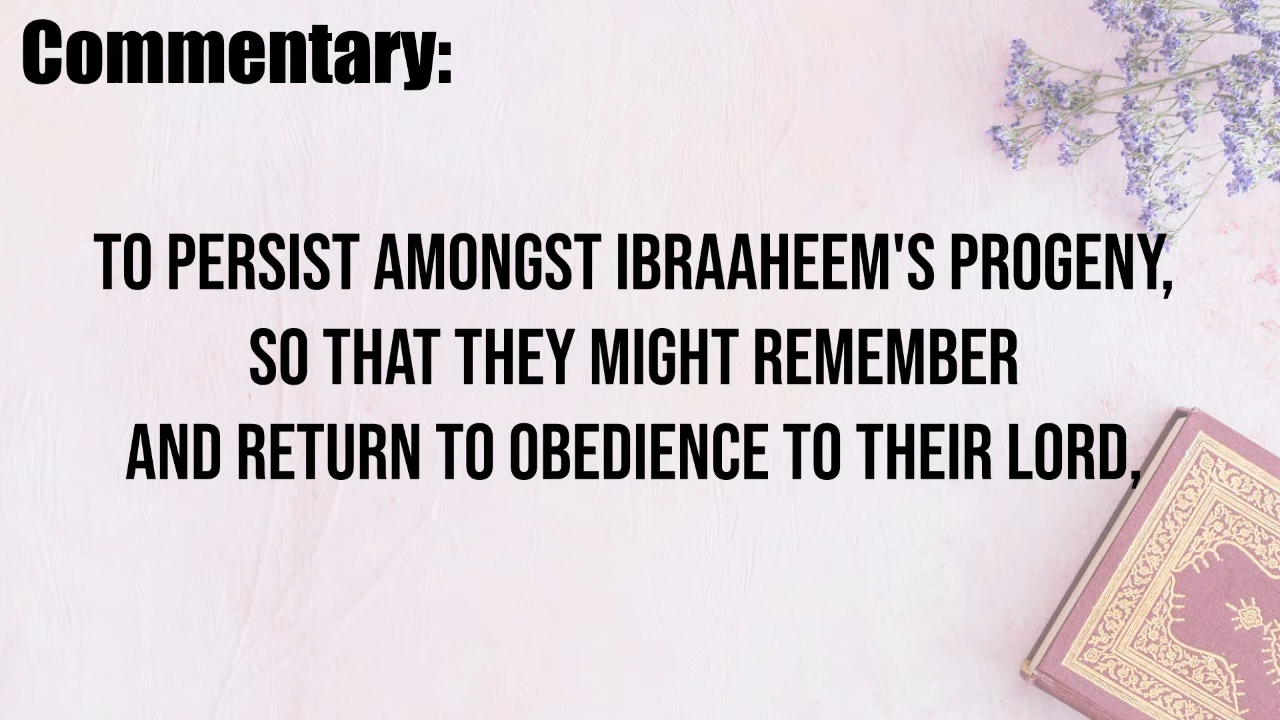 Commentary:
TO PERSIST AMONGST IBRAAHEEM'S PROGENY,
SO THAT THEY MIGHT REMEMBER
AND RETURN TO OBEDIENCE TO THEIR LORD,